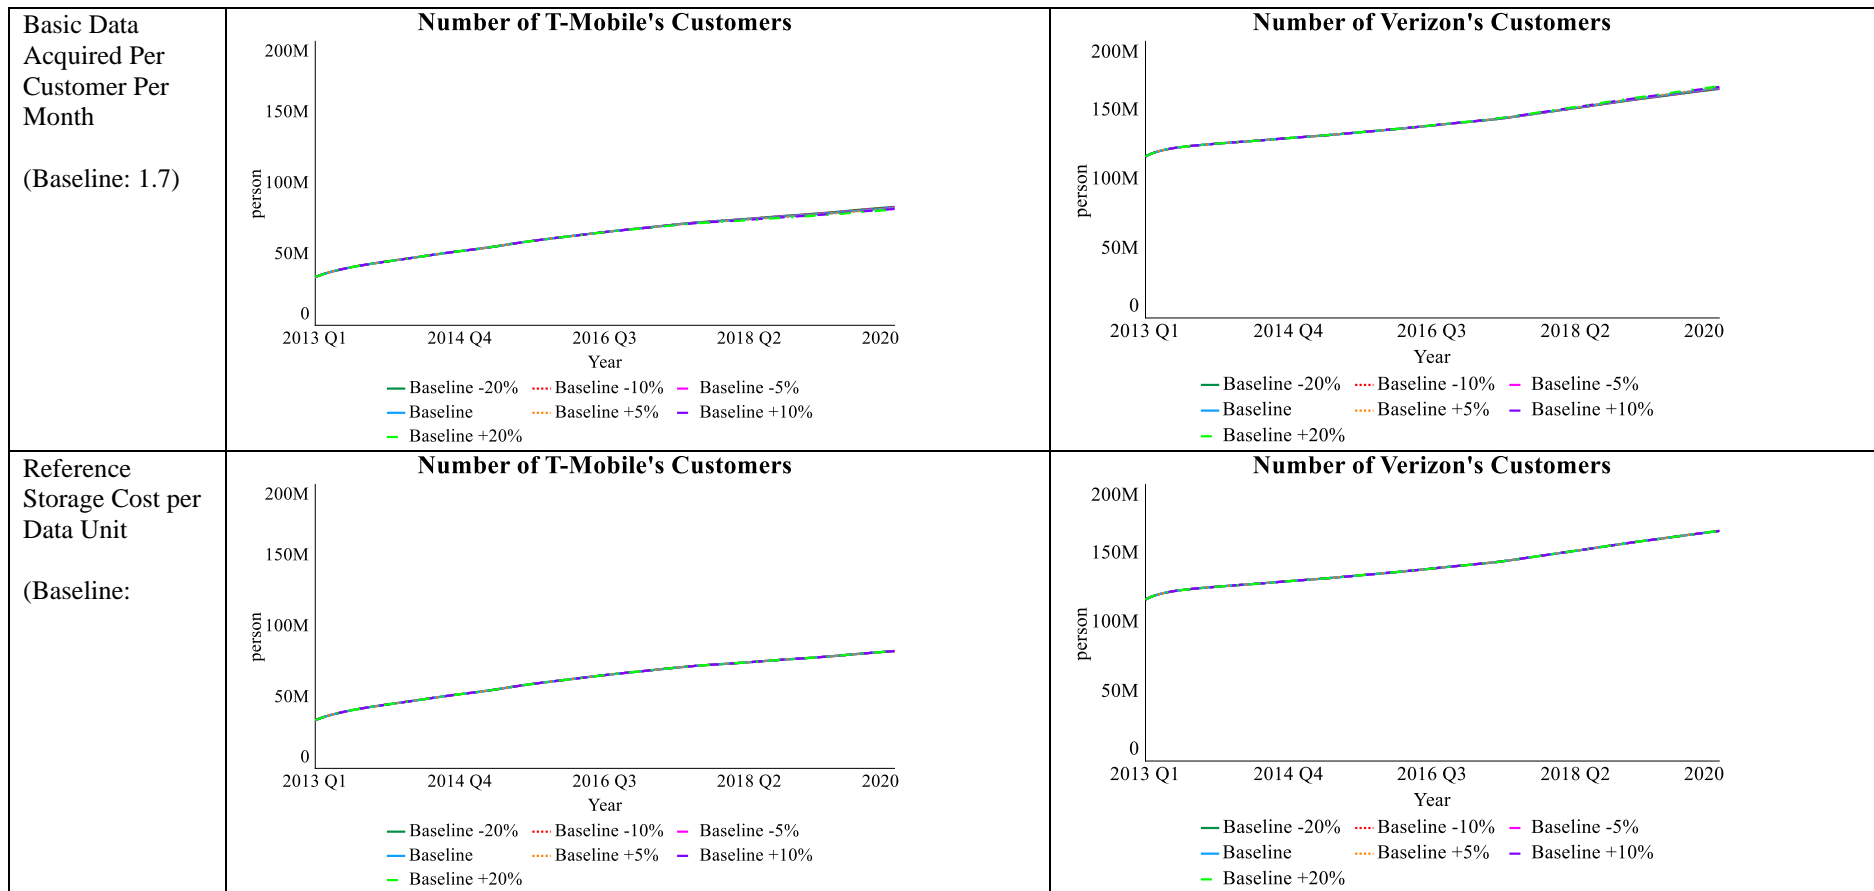 Basic Data
Acquired Per
Customer Per
Month
(Baseline: 1.7)
Number of T-Mobile's Customers
200M
150M
100M
50M
0
person
2013 Q1 2014 Q4 2016 Q3 2018 Q2 2020
Year
Baseline -20% Baseline -10% Baseline -5%
Baseline Baseline +5% Baseline +10%
Baseline +20%
Number of Verizon's Customers
200M
150M
100M
50M
0
person
2013 Q1 2014 Q4 2016 Q3 2018 Q2 2020
Year
Baseline -20% Baseline -10% Baseline -5%
Baseline Baseline +5% Baseline +10%
Baseline +20%
Reference
Storage Cost per
Data Unit
(Baseline:
Number of T-Mobile's Customers
200M
150M
100M
50M
0
person
2013 Q1 2014 Q4 2016 Q3 2018 Q2 2020
Year
Baseline -20% Baseline -10% Baseline -5%
Baseline Baseline +5% Baseline +10%
Baseline +20%
Number of Verizon's Customers
200M
150M
100M
50M
0
person
2013 Q1 2014 Q4 2016 Q3 2018 Q2 2020
Year
Baseline -20% Baseline -10% Baseline -5%
Baseline Baseline +5% Baseline +10%
Baseline +20%